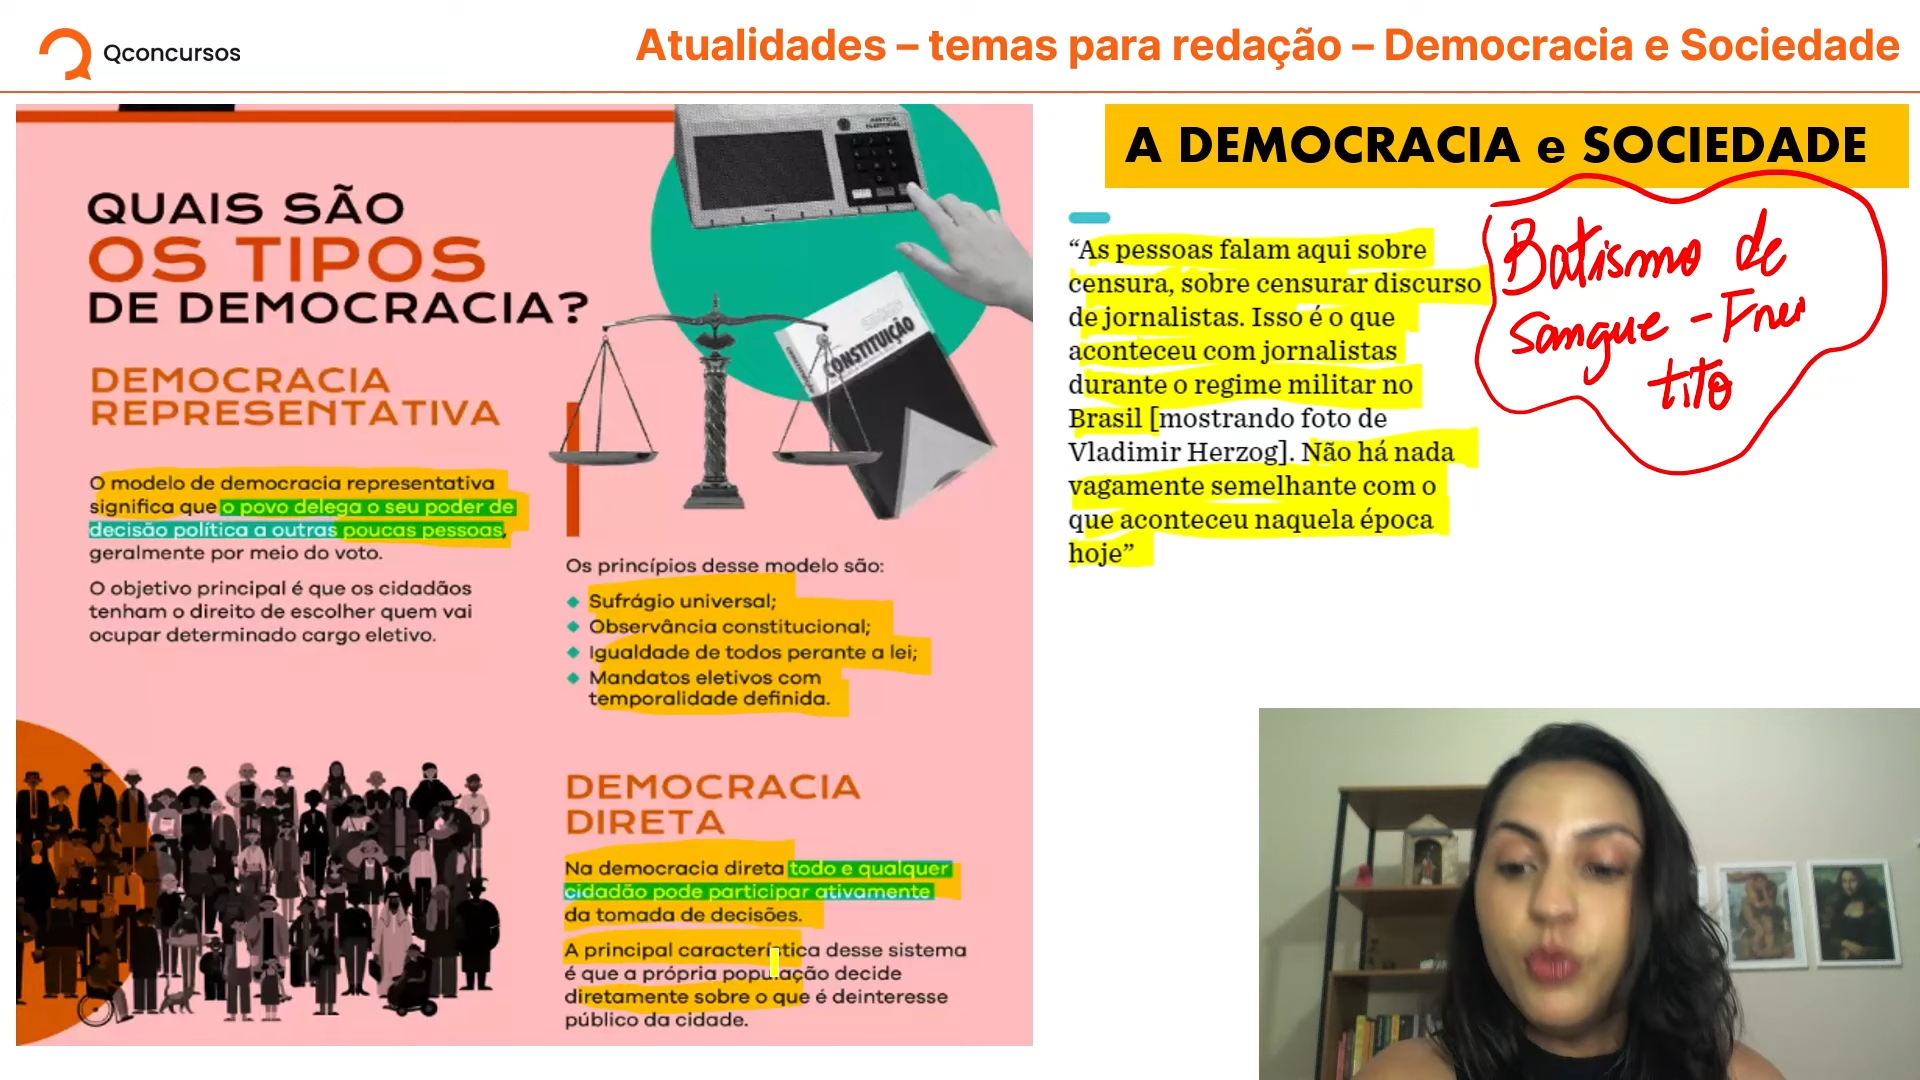 Qconcursos
Atualidades – temas para redação – Democracia e Sociedade
QUAIS SÃO
OS TIPOS
DE DEMOCRACIA?
DEMOCRACIA
REPRESENTATIVA
O modelo de democracia representativa
significa que o povo delega o seu poder de
decisão política a outras poucas pessoas,
geralmente por meio do voto.
O objetivo principal é que os cidadãos
tenham o direito de escolher quem vai
ocupar determinado cargo eletivo.
JUSTIÇA
ELEITORAL
CONSTITUIÇÃO
Os princípios desse modelo são:
Sufrágio universal;
Observância constitucional;
Igualdade de todos perante a lei;
Mandatos eletivos com
temporalidade definida.
DEMOCRACIA
DIRETA
Na democracia direta todo e qualquer
cidadão pode participar ativamente
da tomada de decisões.
A principal característica desse sistema
é que a própria população decide
diretamente sobre o que é deinteresse
público da cidade.
A DEMOCRACIA e SOCIEDADE
“As pessoas falam aqui sobre
censura, sobre censurar discurso
de jornalistas. Isso é o que
aconteceu com jornalistas
durante o regime militar no
Brasil [mostrando foto de
Vladimir Herzog]. Não há nada
vagamente semelhante com o
que aconteceu naquela época
hoje”
Batismo de
sangue - Frei
tito